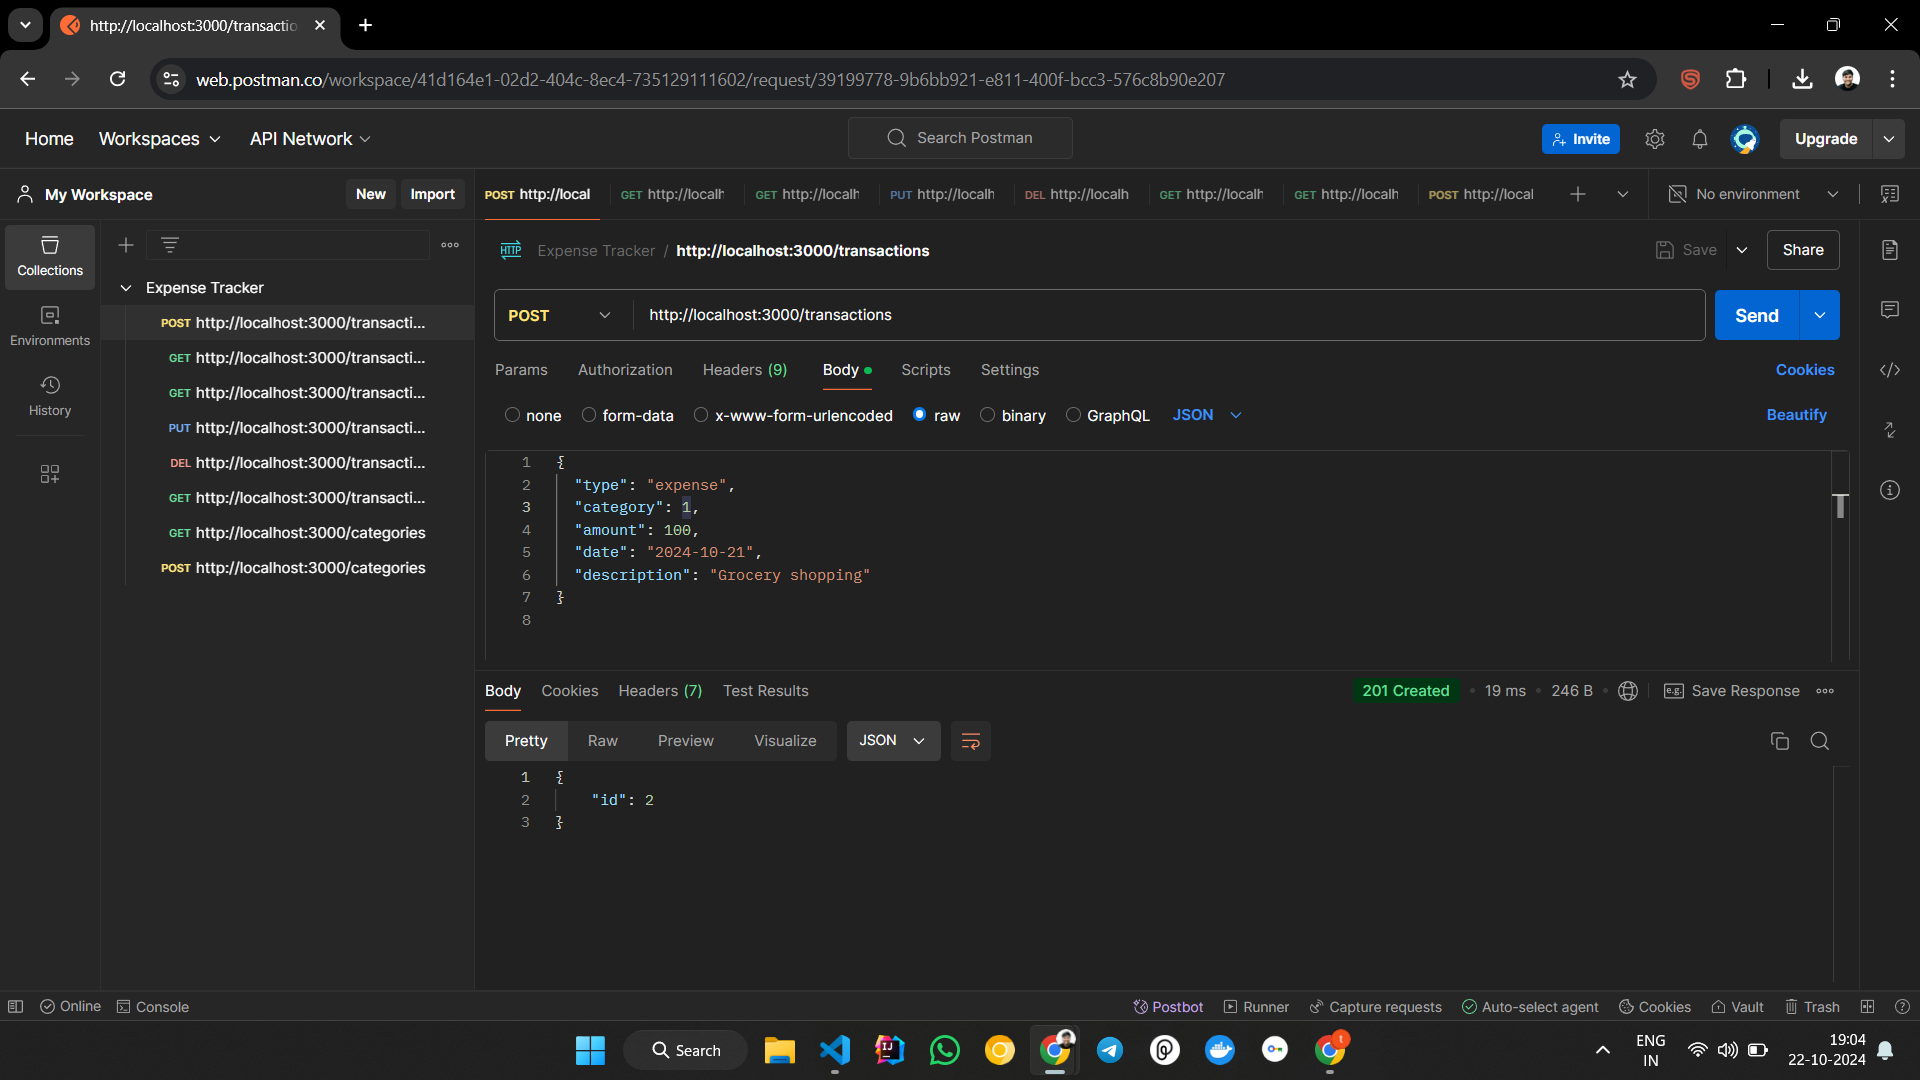 http://localhost:3000/transactio
web.postman.co/workspace/41d164e1-02d2-404c-8ec4-735129111602/request/39199778-9b6bb921-e811-400f-bcc3-576c8b90e207
Home Workspaces API Network Search Postman Invite Upgrade
My Workspace New Import POST http://local GET http://localh GET http://localh PUT http://localh DEL http://localh GET http://localh GET http://localh POST http://local No environment
Collections
Environments
History
Expense Tracker
POST http://localhost:3000/transacti...
GET http://localhost:3000/transacti...
GET http://localhost:3000/transacti...
PUT http://localhost:3000/transacti...
DEL http://localhost:3000/transacti...
GET http://localhost:3000/transacti...
GET http://localhost:3000/categories
POST http://localhost:3000/categories
HTTP Expense Tracker / http://localhost:3000/transactions Save Share
POST http://localhost:3000/transactions Send
Params Authorization Headers (9) Body Scripts Settings Cookies
none form-data x-www-form-urlencoded raw binary GraphQL JSON Beautify
1 {
2 "type": "expense",
3 "category": 1,
4 "amount": 100,
5 "date": "2024-10-21",
6 "description": "Grocery shopping"
7 }
8
Body Cookies Headers (7) Test Results 201 Created 19 ms 246 B e.g. Save Response
Pretty Raw Preview Visualize JSON
1 {
2 "id": 2
3 }
Online Console Postbot Runner Capture requests Auto-select agent Cookies Vault Trash
Search ENG IN 19:04
22-10-2024